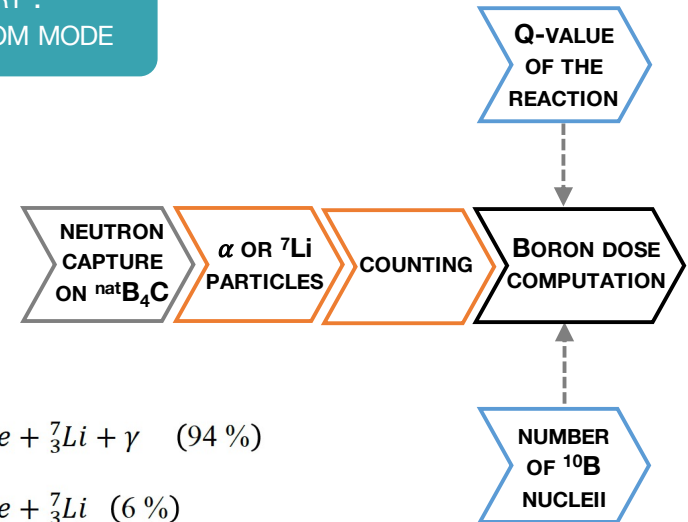 OM MODE
Q-VALUE
OF THE
REACTION
NEUTRON
CAPTURE
ON ⁿᵃᵗB₄C
α OR ⁷Li
PARTICLES
COUNTING
BORON DOSE
COMPUTATION
e + ⁷₃Li + γ (94 %)
e + ⁷₃Li (6 %)
NUMBER
OF ¹⁰B
NUCLEII